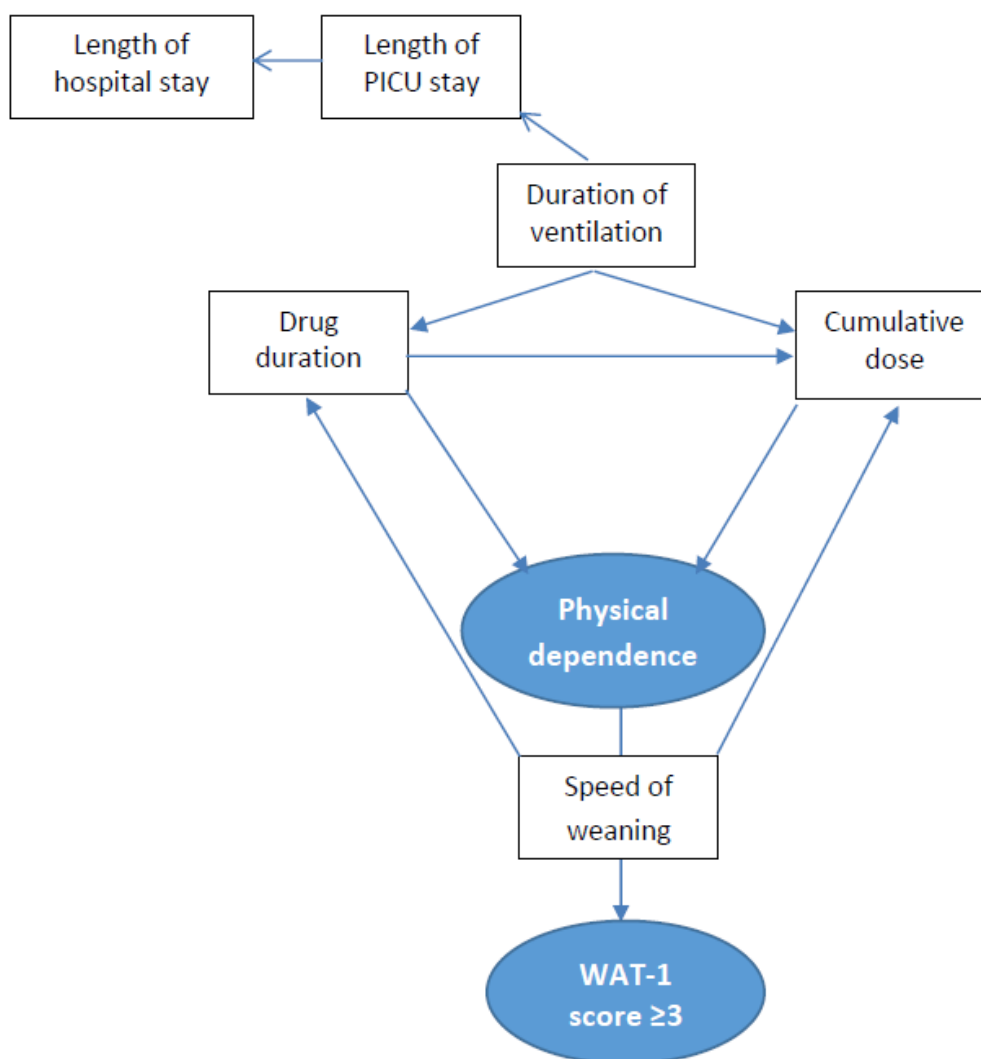 Length of
hospital stay
Length of
PICU stay
Duration of
ventilation
Drug
duration
Cumulative
dose
Physical
dependence
Speed of
weaning
WAT-1
score ≥3